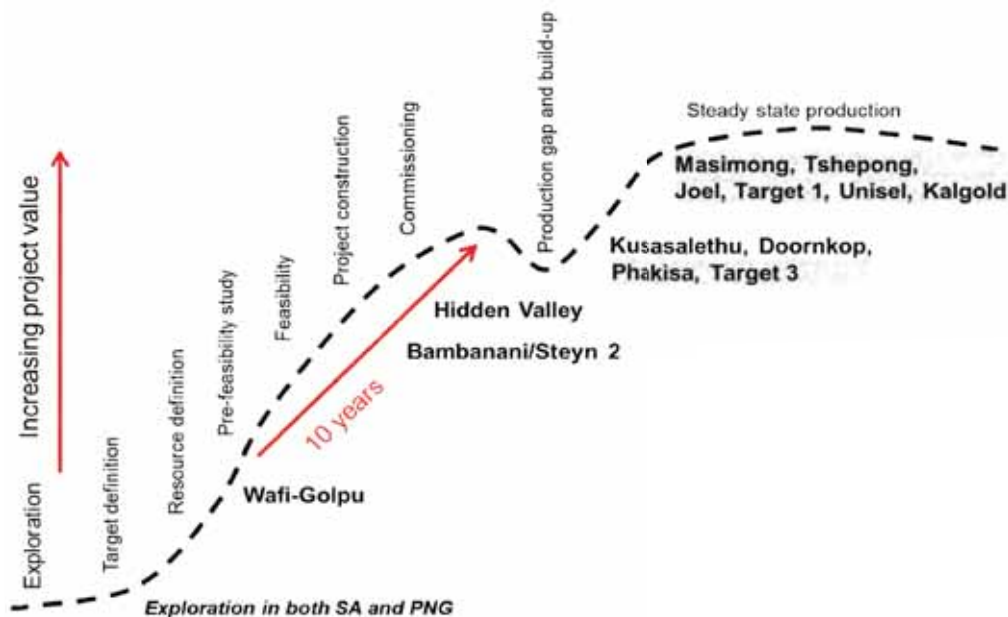 Increasing project value
Exploration
Target definition
Resource definition
Pre-feasibility study
Feasibility
Project construction
Commissioning
Production gap and build-up
Steady state production
Masimong, Tshepong,
Joel, Target 1, Unisel, Kalgold
Kusasalethu, Doornkop,
Phakisa, Target 3
Hidden Valley
Bambanani/Steyn 2
10 years
Wafi-Golpu
Exploration in both SA and PNG